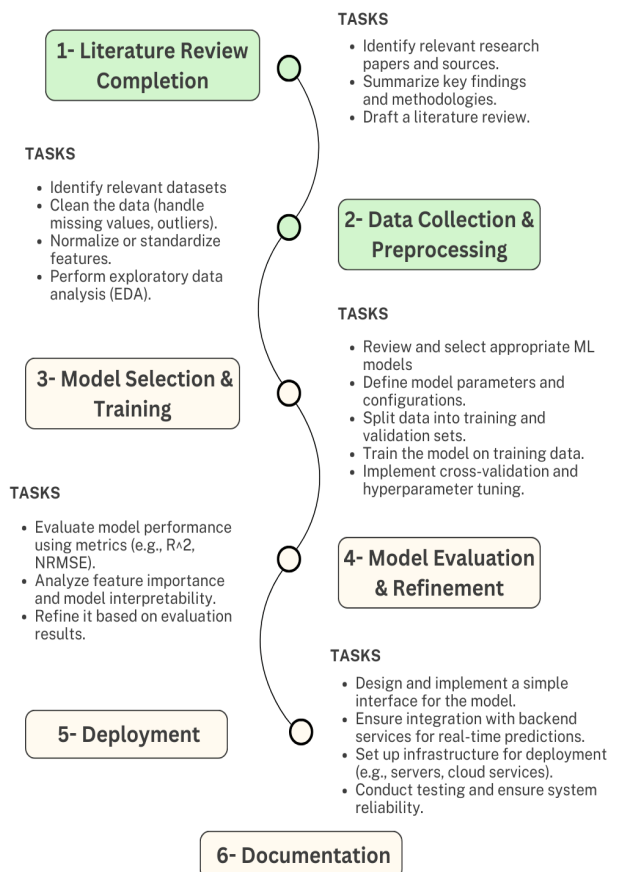 1- Literature Review
Completion
TASKS
• Identify relevant research
papers and sources.
• Summarize key findings
and methodologies.
• Draft a literature review.
2- Data Collection &
Preprocessing
TASKS
• Identify relevant datasets
• Clean the data (handle
missing values, outliers).
• Normalize or standardize
features.
• Perform exploratory data
analysis (EDA).
3- Model Selection &
Training
TASKS
• Review and select appropriate ML
models
• Define model parameters and
configurations.
• Split data into training and
validation sets.
• Train the model on training data.
• Implement cross-validation and
hyperparameter tuning.
4- Model Evaluation
& Refinement
TASKS
• Evaluate model performance
using metrics (e.g., R^2,
NRMSE).
• Analyze feature importance
and model interpretability.
• Refine it based on evaluation
results.
5- Deployment
TASKS
• Design and implement a simple
interface for the model.
• Ensure integration with backend
services for real-time predictions.
• Set up infrastructure for deployment
(e.g., servers, cloud services).
• Conduct testing and ensure system
reliability.
6- Documentation